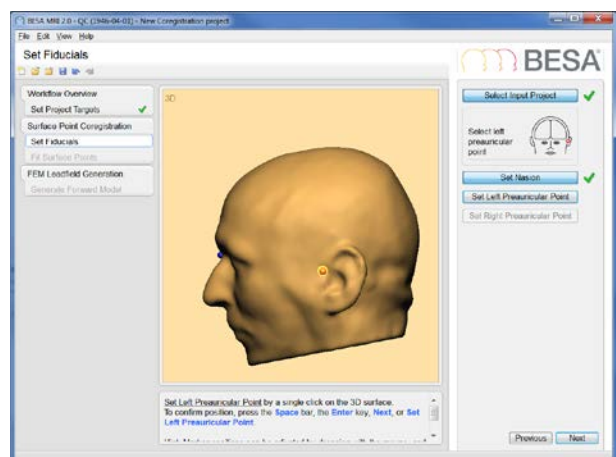 BESA MRI 2.0 - QC (1946-04-01) - New Coregistration project
File Edit View Help
Set Fiducials
BESA®
Workflow Overview
Set Project Targets
Surface Point Coregistration
Set Fiducials
Fit Surface Points
FEM Leadfield Generation
Generate Forward Model
3D
Set Left Preauricular Point by a single click on the 3D surface.
To confirm position, press the Space bar, the Enter key, Next, or Set
Left Preauricular Point.
Select Input Project
Select left
preauricular
point
Set Nasion
Set Left Preauricular Point
Set Right Preauricular Point
Previous Next